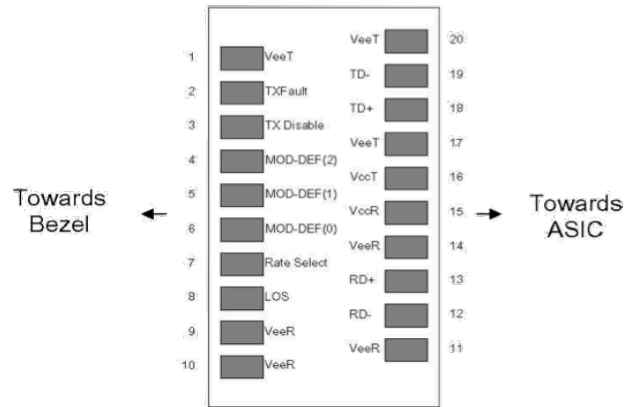 VeeT 20
1 VeeT
TD- 19
2 TXFault
TD+ 18
3 TX Disable
VeeT 17
4 MOD-DEF(2)
VccT 16
5 MOD-DEF(1)
Towards
Bezel
VccR 15
Towards
ASIC
6 MOD-DEF(0)
VeeR 14
7 Rate Select
RD+ 13
8 LOS
RD- 12
9 VeeR
VeeR 11
10 VeeR